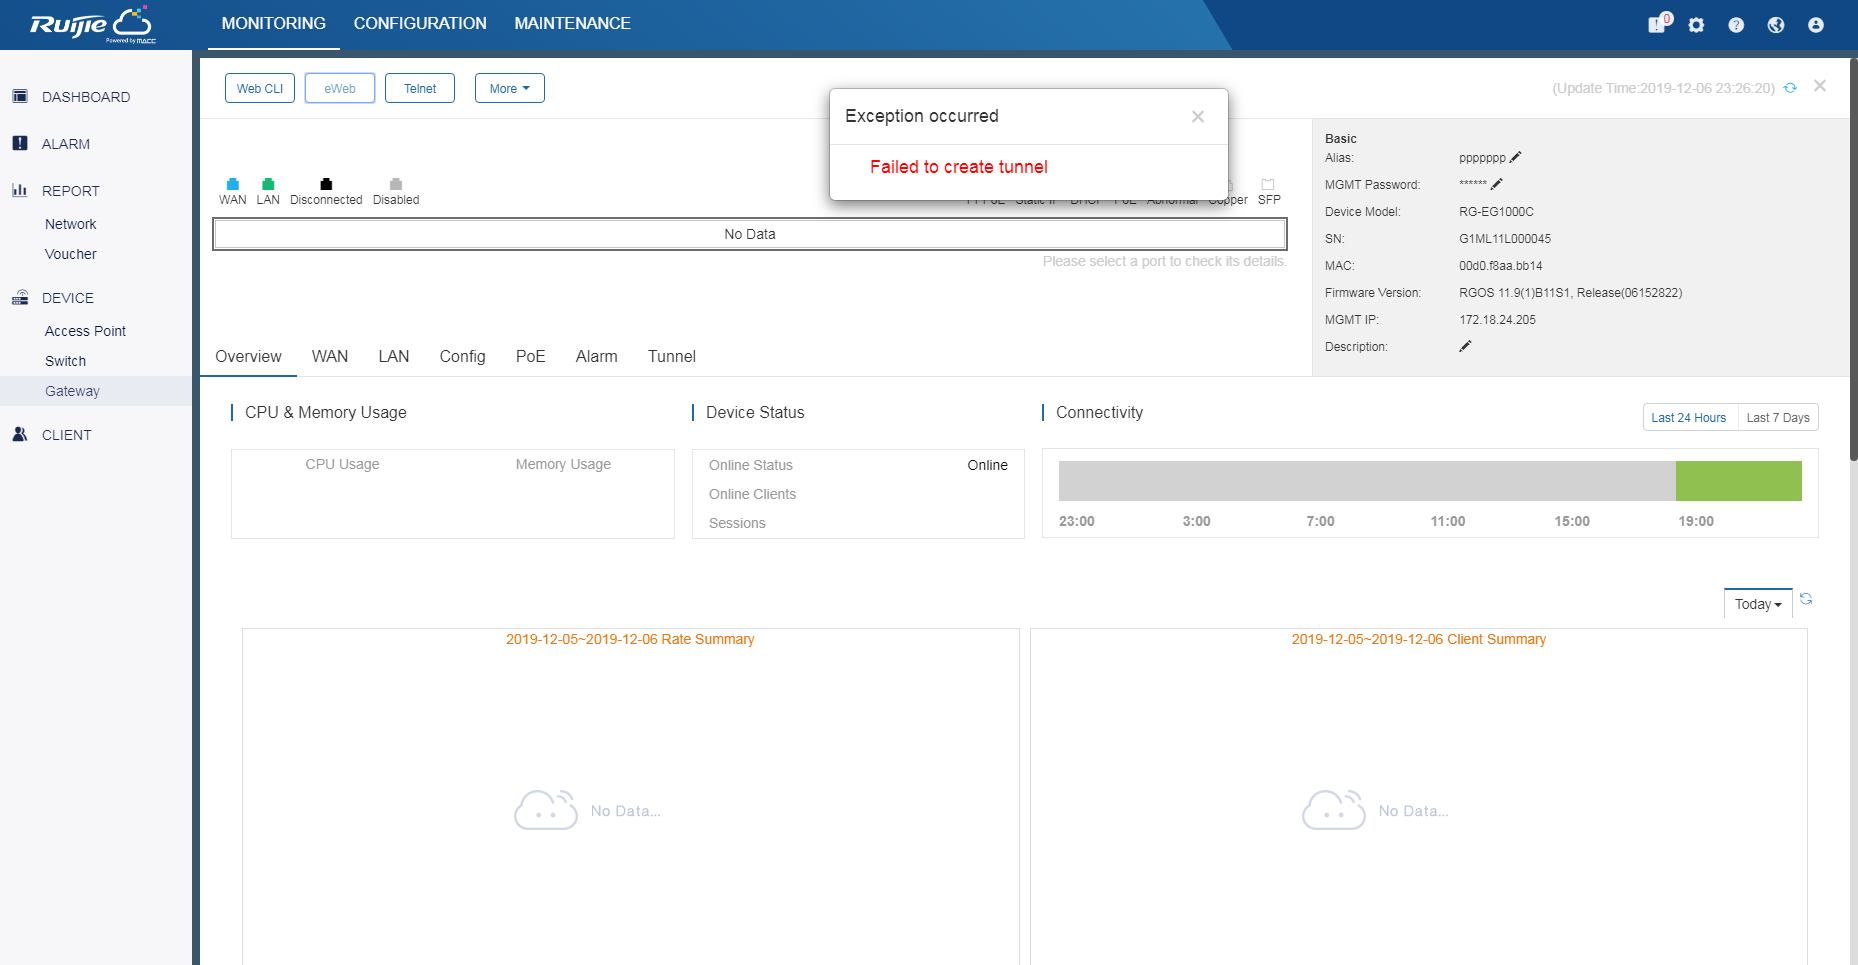 Ruijie
Powered by MACC
MONITORING CONFIGURATION MAINTENANCE
0
DASHBOARD
ALARM
REPORT
Network
Voucher
DEVICE
Access Point
Switch
Gateway
CLIENT
Web CLI eWeb Telnet More
(Update Time:2019-12-06 23:26:20)
Exception occurred
Failed to create tunnel
WAN LAN Disconnected Disabled
Static IP DHCP PoE Abnormal Copper SFP
No Data
Please select a port to check its details.
Basic
Alias: ppppppp
MGMT Password: ******
Device Model: RG-EG1000C
SN: G1ML11L000045
MAC: 00d0.f8aa.bb14
Firmware Version: RGOS 11.9(1)B11S1, Release(06152822)
MGMT IP: 172.18.24.205
Description:
Overview WAN LAN Config PoE Alarm Tunnel
CPU & Memory Usage
CPU Usage Memory Usage
Device Status
Online Status Online
Online Clients
Sessions
Connectivity
Last 24 Hours Last 7 Days
23:00 3:00 7:00 11:00 15:00 19:00
Today
2019-12-05~2019-12-06 Rate Summary
No Data...
2019-12-05~2019-12-06 Client Summary
No Data...